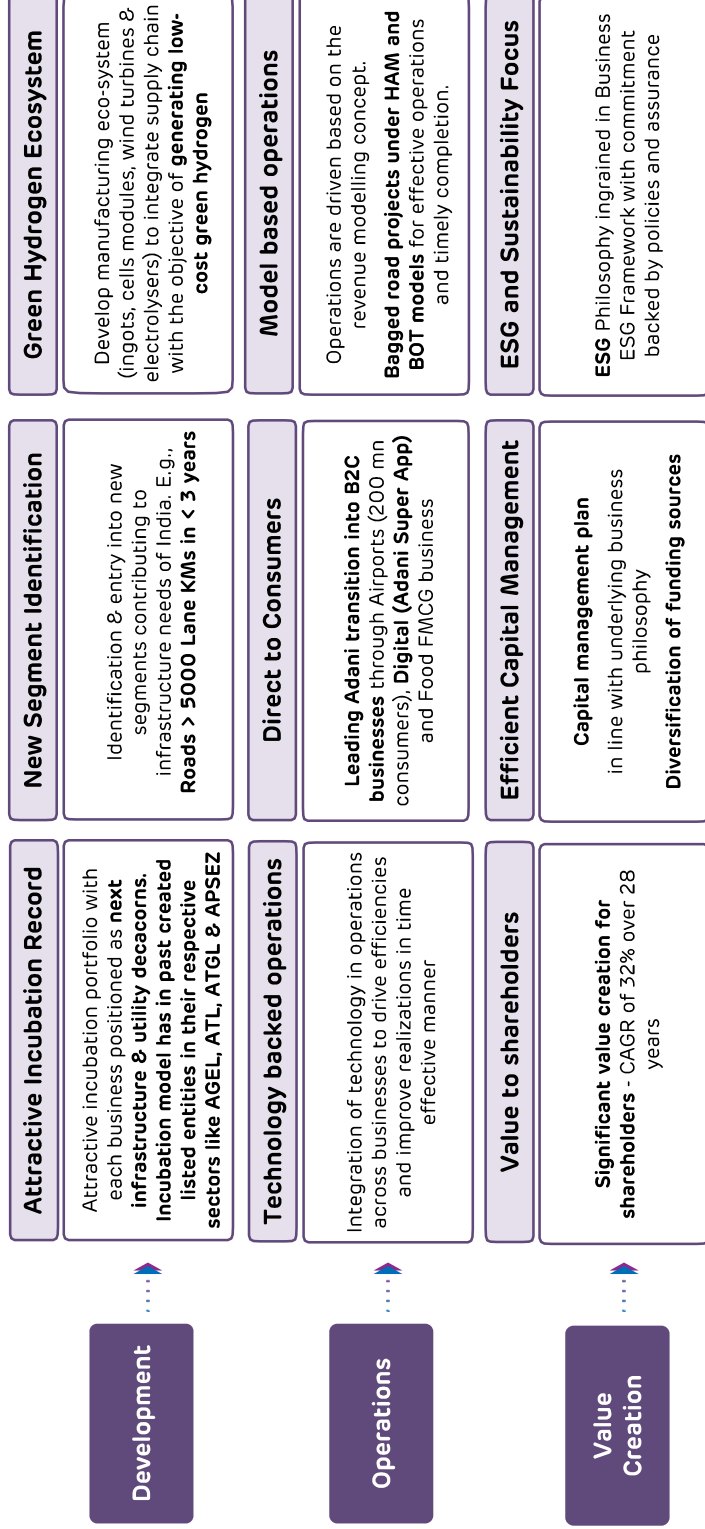 Development
Attractive Incubation Record
Attractive incubation portfolio with
each business positioned as next
infrastructure & utility decacorns.
Incubation model has in past created
listed entities in their respective
sectors like AGEL, ATL, ATGL & APSEZ
New Segment Identification
Identification & entry into new
segments contributing to
infrastructure needs of India. E.g.,
Roads > 5000 Lane KMs in < 3 years
Green Hydrogen Ecosystem
Develop manufacturing eco-system
(ingots, cells modules, wind turbines &
electrolysers) to integrate supply chain
with the objective of generating low-
cost green hydrogen
Operations
Technology backed operations
Integration of technology in operations
across businesses to drive efficiencies
and improve realizations in time
effective manner
Direct to Consumers
Leading Adani transition into B2C
businesses through Airports (200 mn
consumers), Digital (Adani Super App)
and Food FMCG business
Model based operations
Operations are driven based on the
revenue modelling concept.
Bagged road projects under HAM and
BOT models for effective operations
and timely completion.
Value
Creation
Value to shareholders
Significant value creation for
shareholders - CAGR of 32% over 28
years
Efficient Capital Management
Capital management plan
in line with underlying business
philosophy
Diversification of funding sources
ESG and Sustainability Focus
ESG Philosophy ingrained in Business
ESG Framework with commitment
backed by policies and assurance